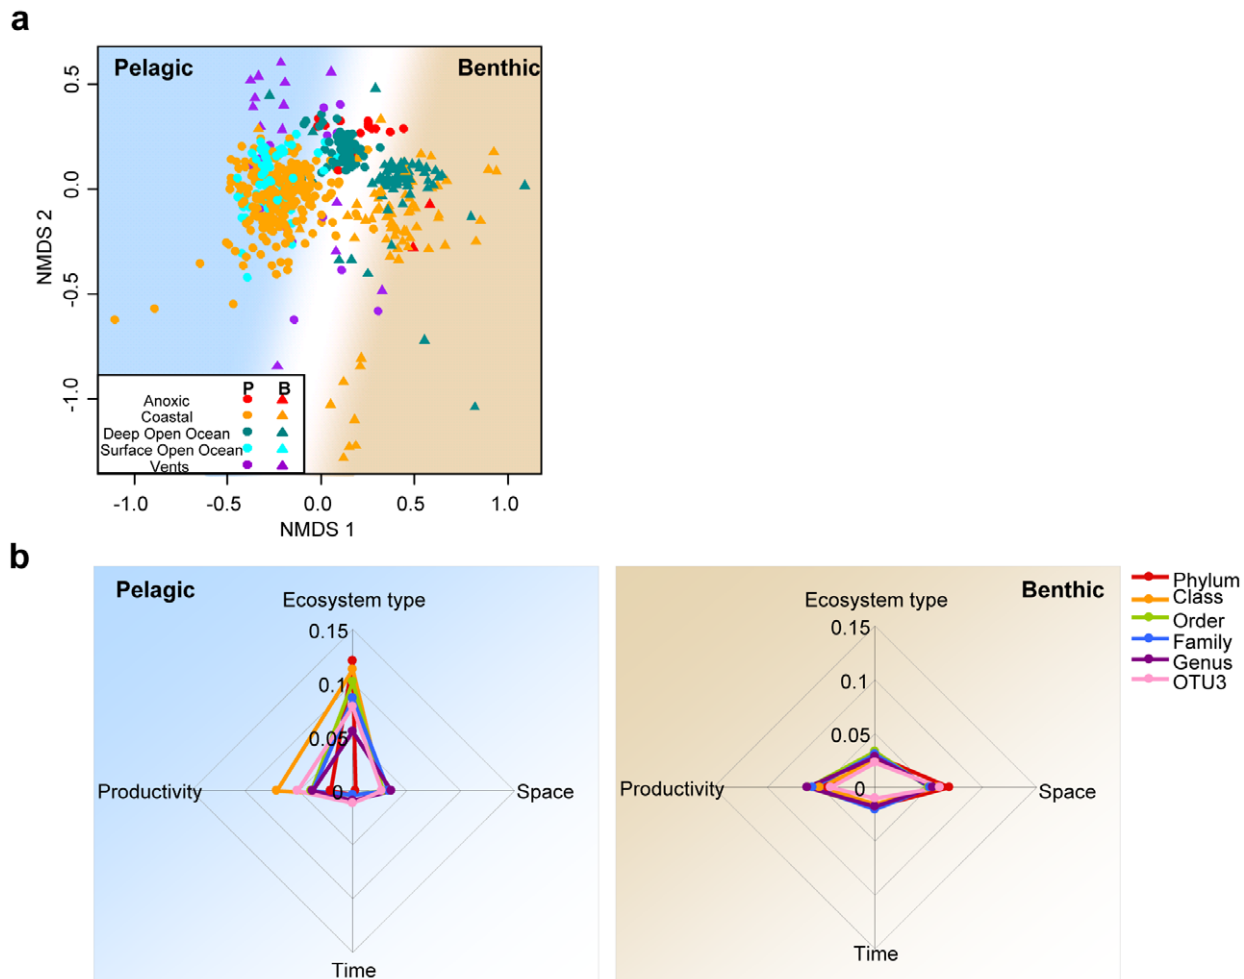 a
Pelagic
Benthic
0.5
0.0
-0.5
-1.0
NMDS 2
P B
Anoxic
Coastal
Deep Open Ocean
Surface Open Ocean
Vents
-1.0 -0.5 0.0 0.5 1.0
NMDS 1
b
Pelagic
Ecosystem type
0.15
0.1
0.05
0
Productivity
Space
Time
Benthic
Ecosystem type
0.15
0.1
0.05
0
Productivity
Space
Time
Phylum
Class
Order
Family
Genus
OTU3